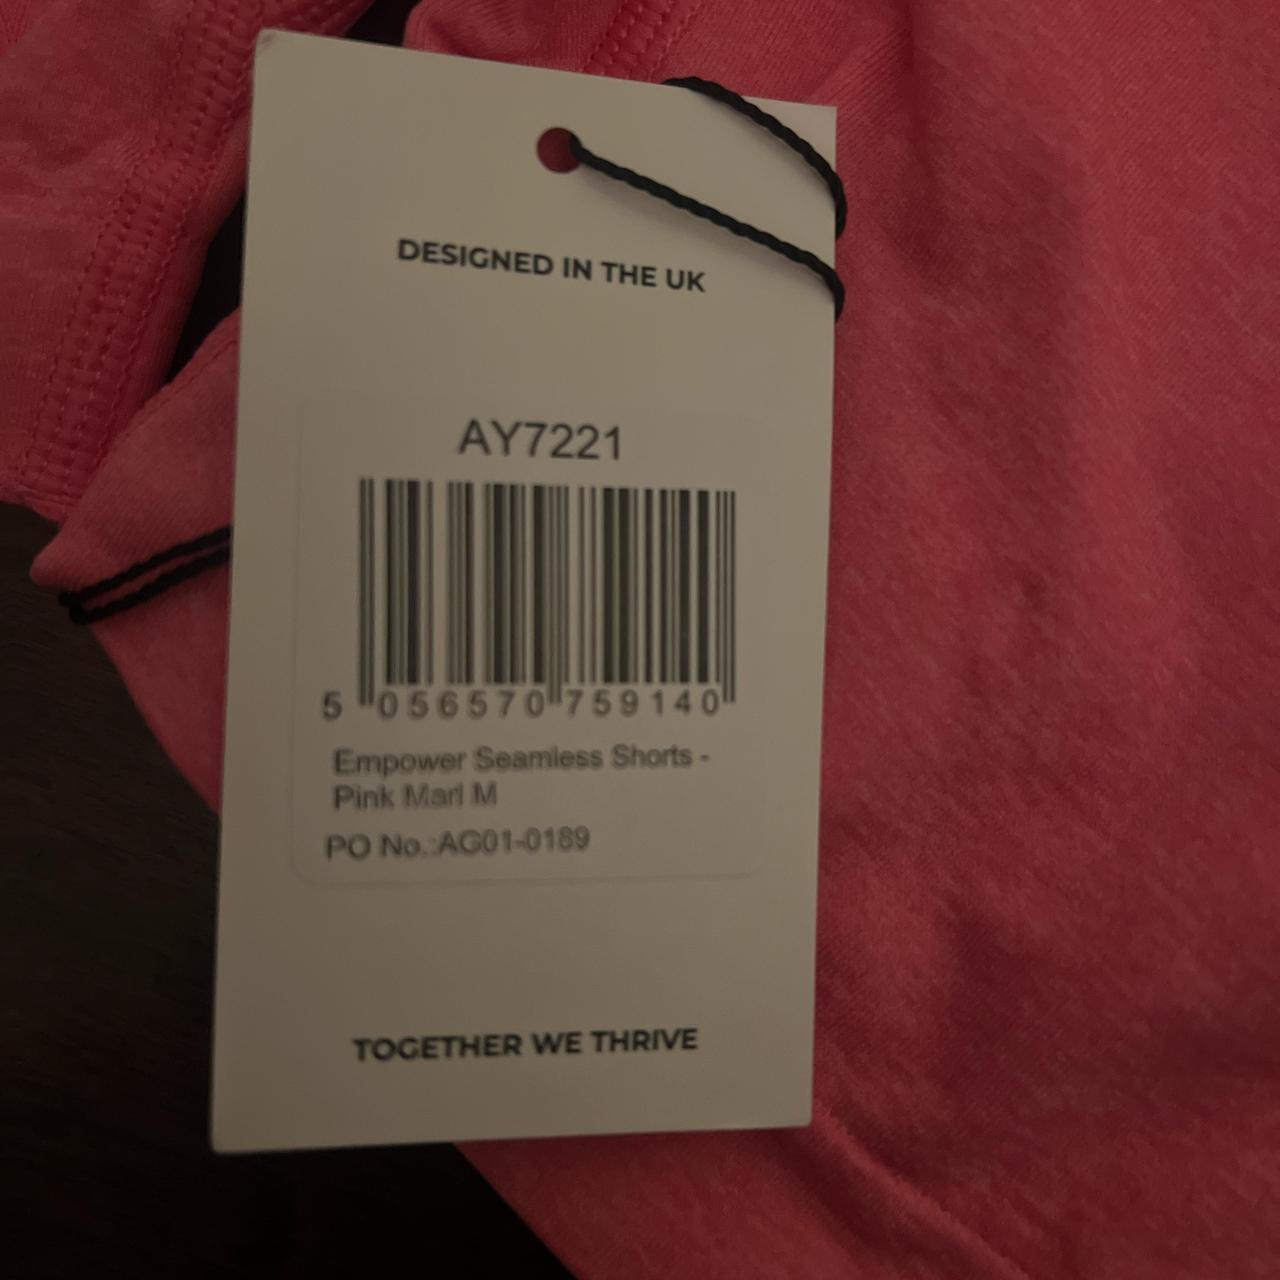 DESIGNED IN THE UK
AY7221
5 056570 759140
Empower Seamless Shorts -
Pink Marl M
PO No.:AG01-0189
TOGETHER WE THRIVE